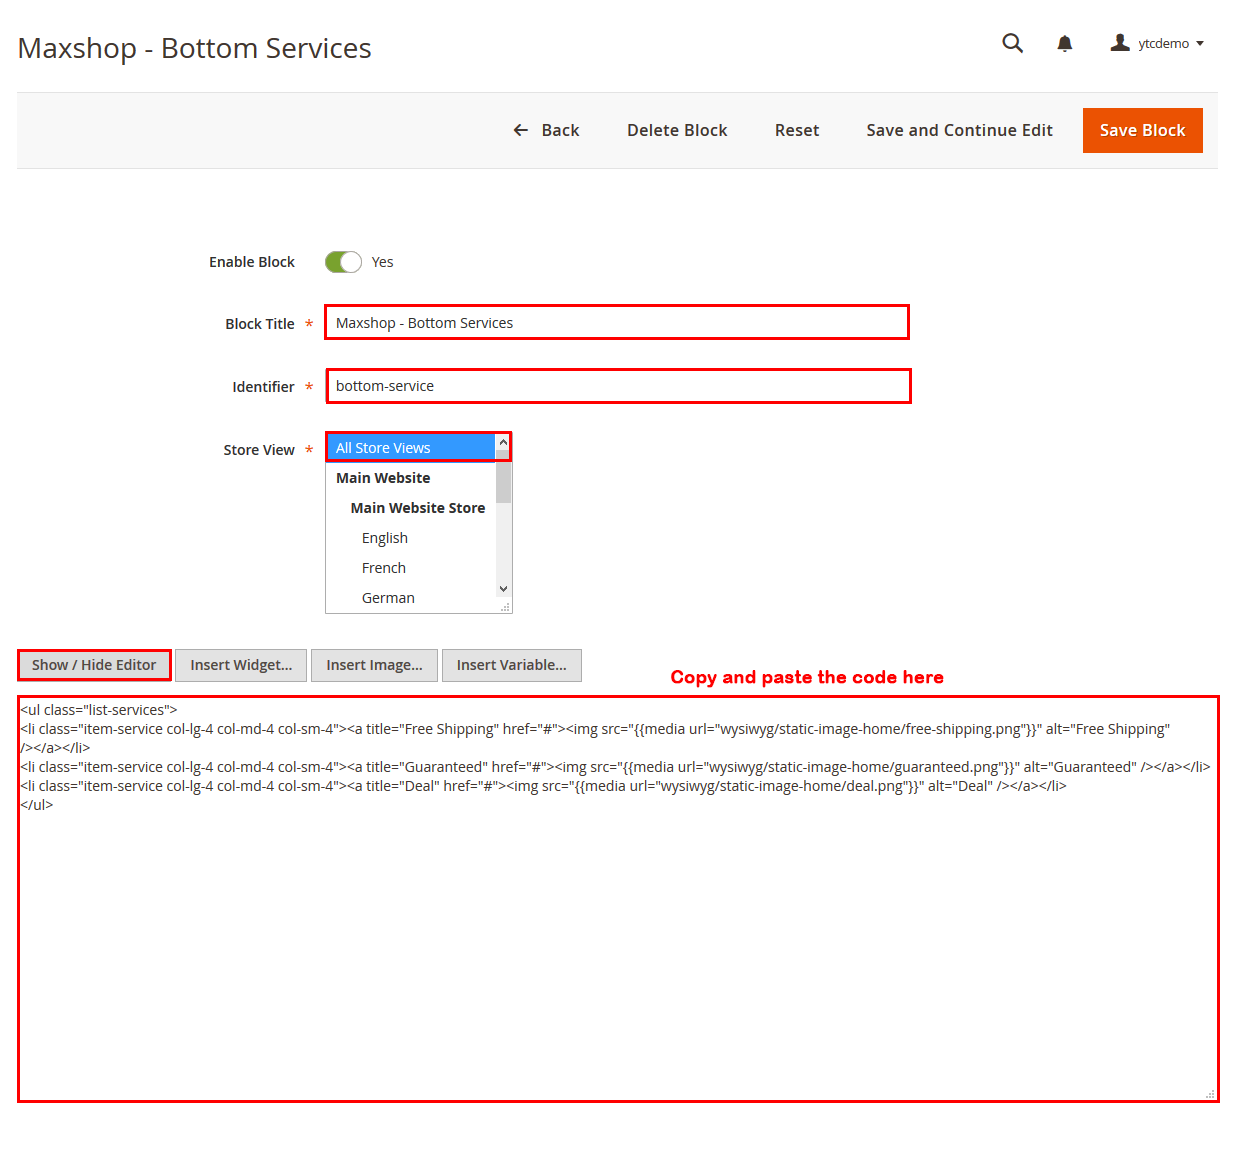 Maxshop - Bottom Services
ytcdemo
Back Delete Block Reset Save and Continue Edit Save Block
Enable Block Yes
Block Title * Maxshop - Bottom Services
Identifier * bottom-service
Store View * All Store Views
Main Website
Main Website Store
English
French
German
Show / Hide Editor Insert Widget... Insert Image... Insert Variable...
Copy and paste the code here
<ul class="list-services">
<li class="item-service col-lg-4 col-md-4 col-sm-4"><a title="Free Shipping" href="#"><img src="{{media url="wysiwyg/static-image-home/free-shipping.png"}}" alt="Free Shipping"
/></a></li>
<li class="item-service col-lg-4 col-md-4 col-sm-4"><a title="Guaranteed" href="#"><img src="{{media url="wysiwyg/static-image-home/guaranteed.png"}}" alt="Guaranteed" /></a></li>
<li class="item-service col-lg-4 col-md-4 col-sm-4"><a title="Deal" href="#"><img src="{{media url="wysiwyg/static-image-home/deal.png"}}" alt="Deal" /></a></li>
</ul>